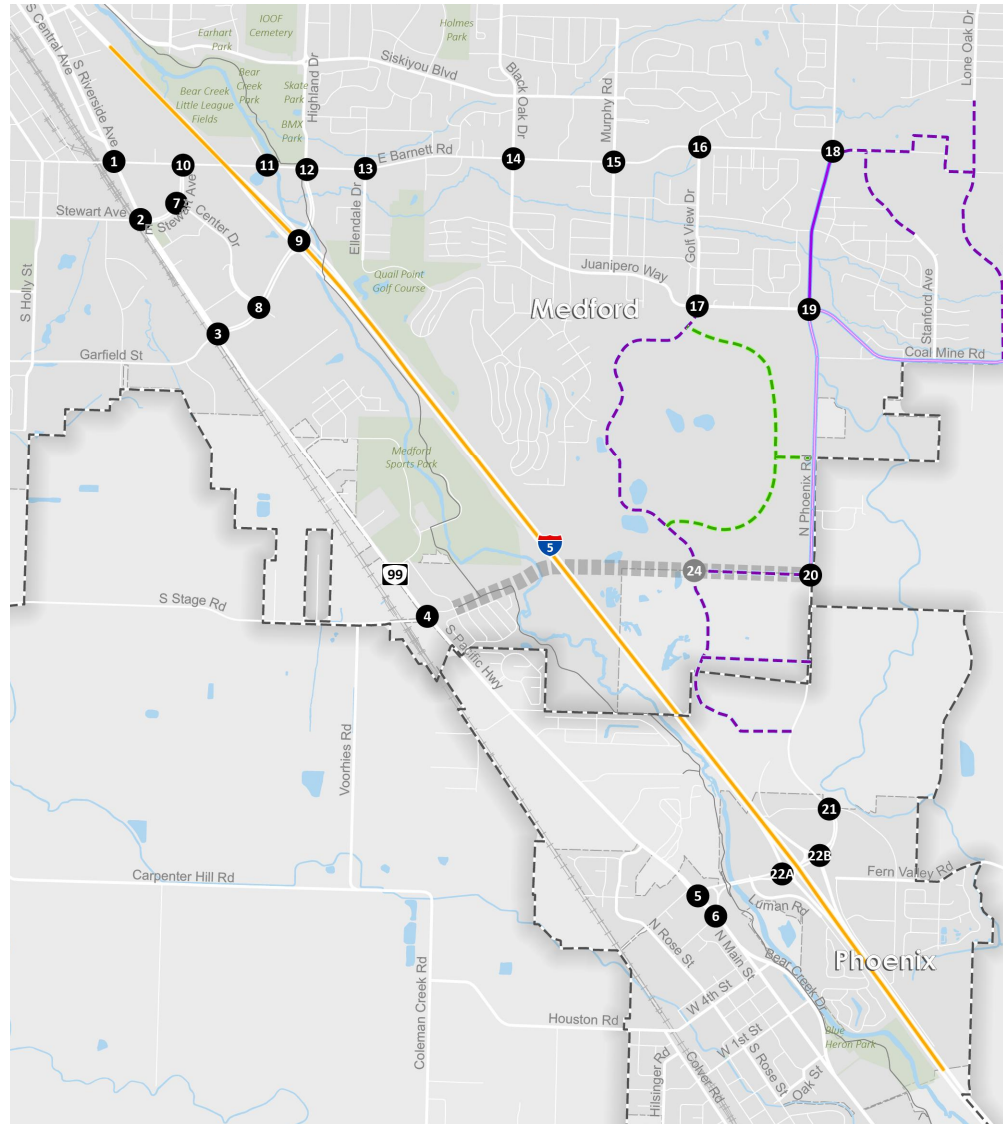 S Central Ave
S Riverside Ave
Earhart
Park
IOOF
Cemetery
Holmes
Park
Siskiyou Blvd
Highland Dr
Black Oak Dr
Murphy Rd
Lone Oak Dr
Bear
Creek
Park
Skate
Park
Bear Creek
Little League
Fields
BMX
Park
1
10
11
12
13
E Barnett Rd
14
15
16
18
Stewart Ave
2
7
Stewart Ave
Center Dr
9
Ellendale Dr
Quail Point
Golf Course
Juanipero Way
Golf View Dr
Medford
S Holly St
8
3
17
19
Stanford Ave
Garfield St
Coal Mine Rd
Medford
Sports Park
N Phoenix Rd
5
99
24
20
S Stage Rd
4
S Pacific Hwy
Voorhies Rd
21
22B
22A
Fern Valley Rd
Carpenter Hill Rd
5
6
Luman Rd
N Rose St
N Main St
Phoenix
Bear Creek Dr
Coleman Creek Rd
W 4th St
Houston Rd
W 1st St
Blue
Heron Park
S Rose St
Oak St
Hilsinger Rd
Colver Rd